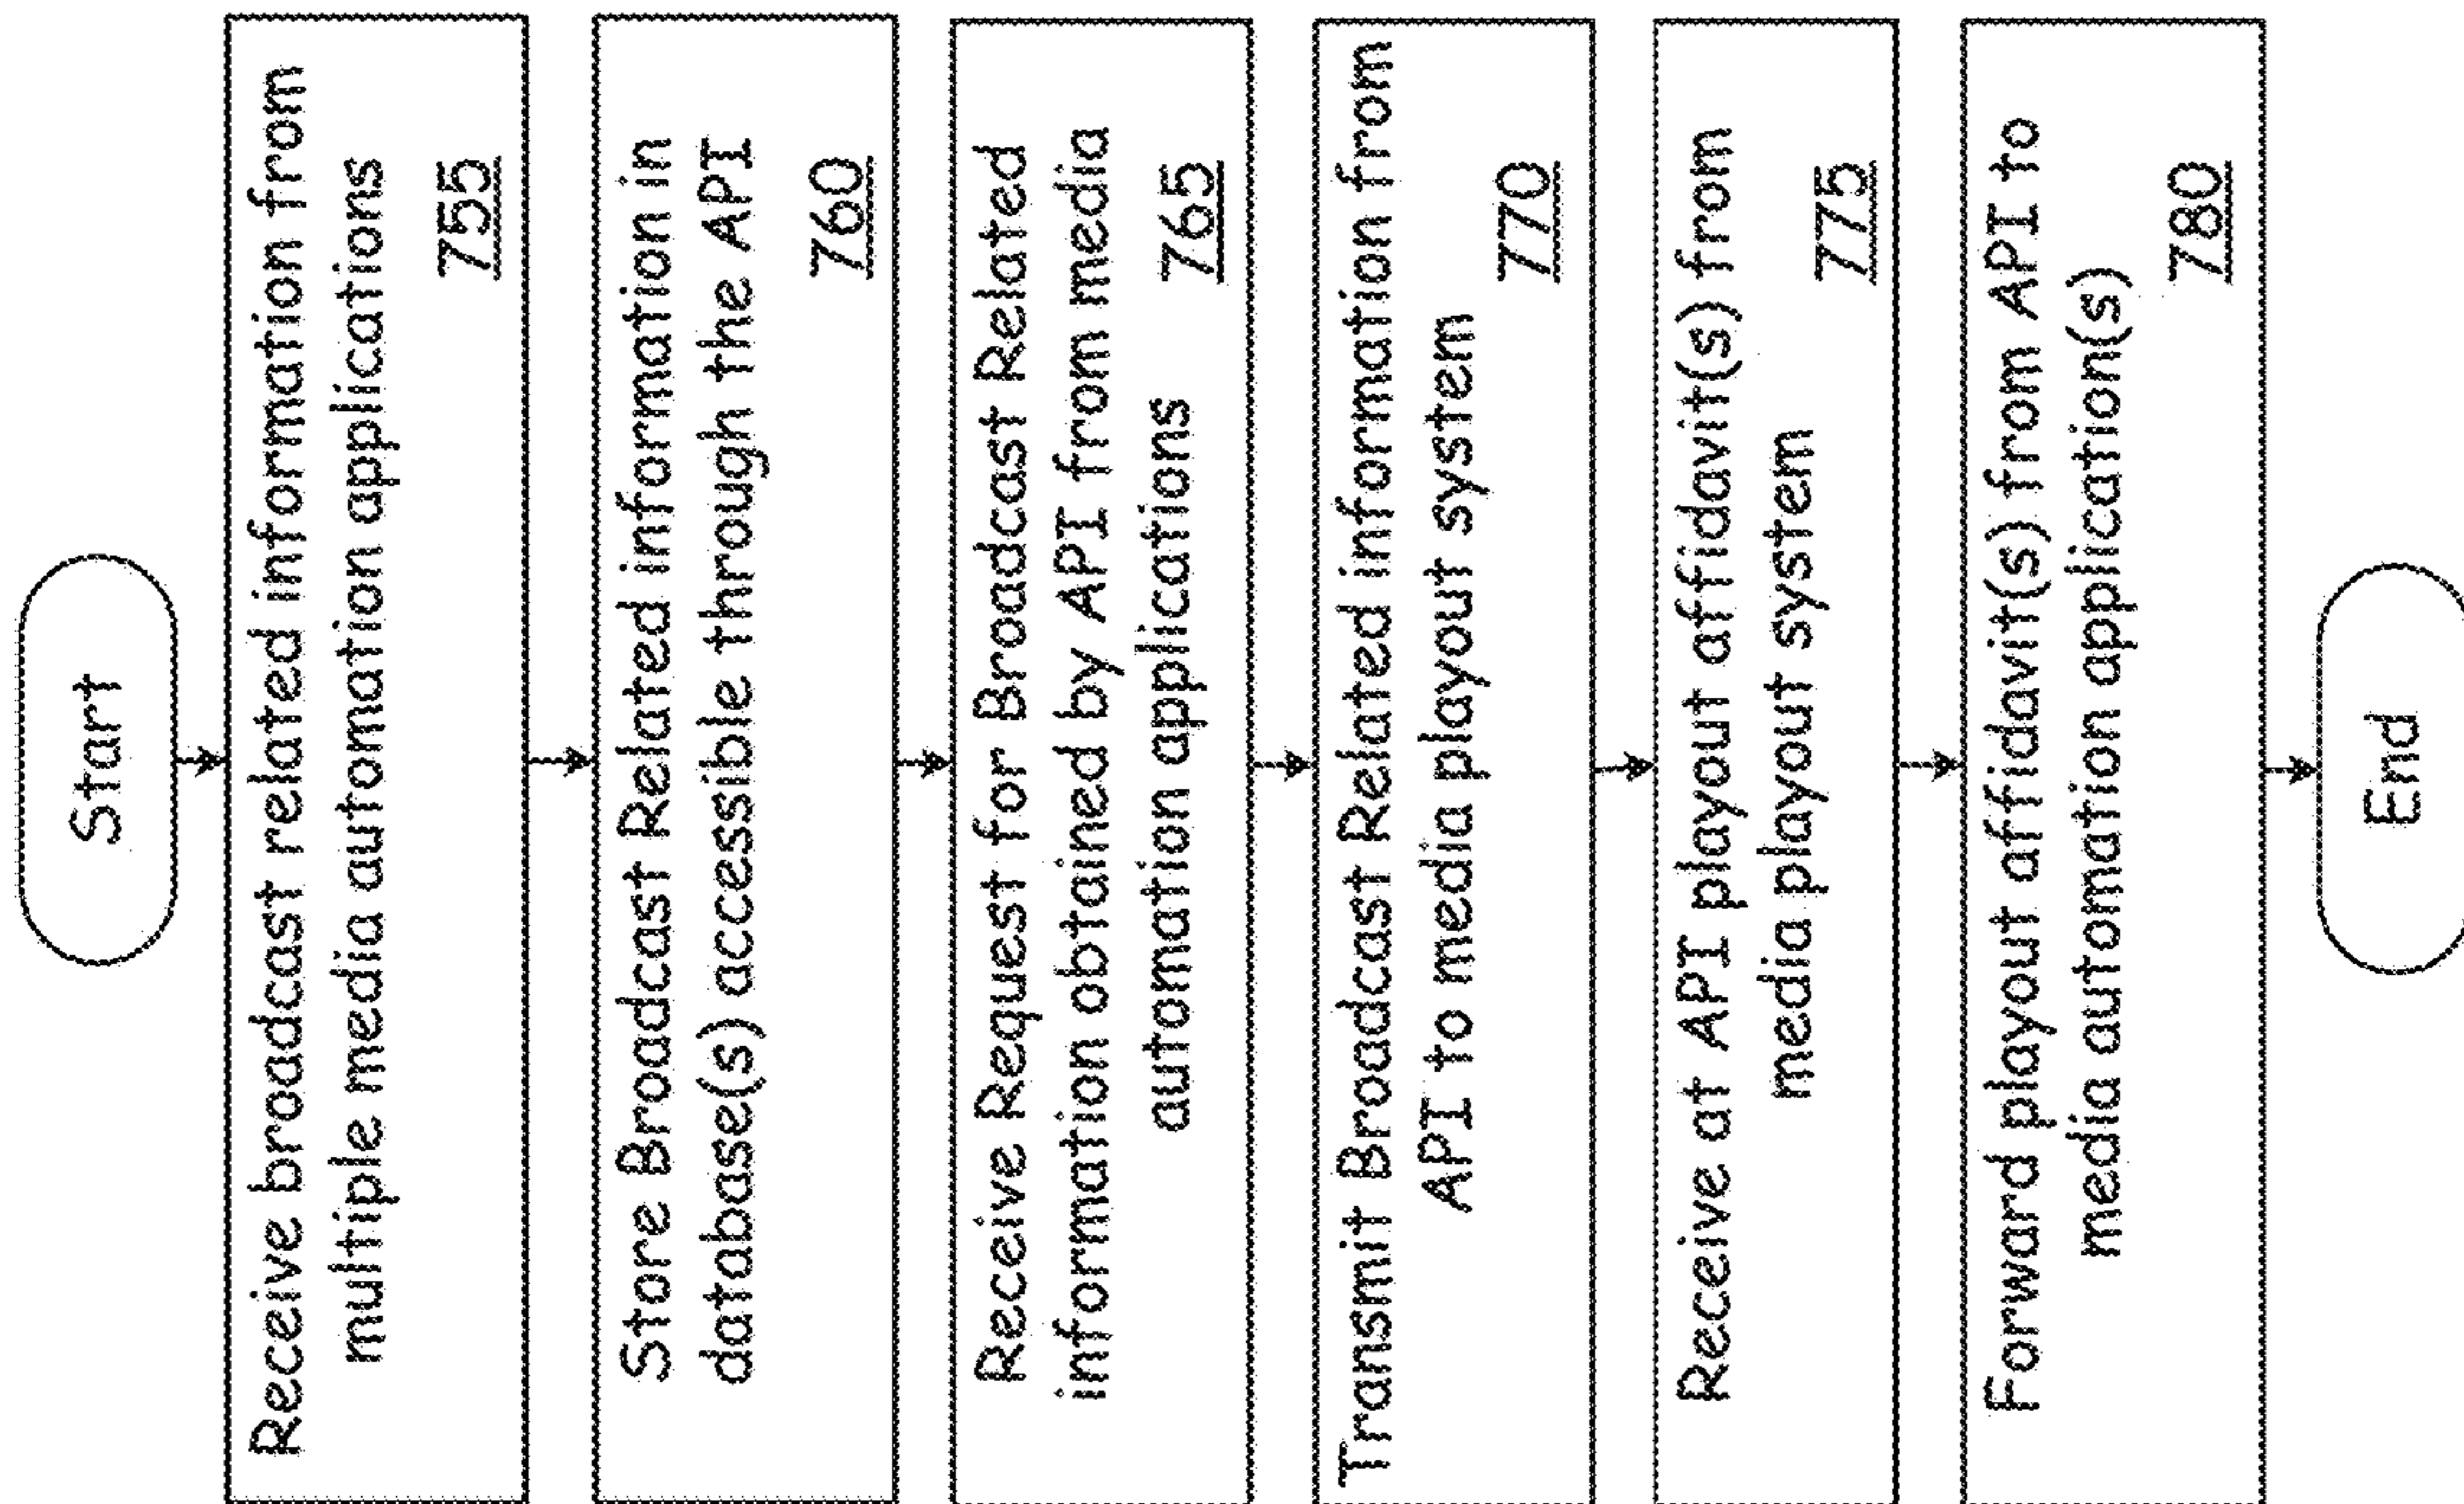 Start
Receive broadcast related information from
multiple media automation applications
755
Store Broadcast Related information in
database(s) accessible through the API
760
Receive Request for Broadcast Related
information obtained by API from media
automation applications
765
Transmit Broadcast Related information from
API to media playout system
770
Receive at API playout affidavit(s) from
media playout system
775
Forward playout affidavit(s) from API to
media automation application(s)
780
End